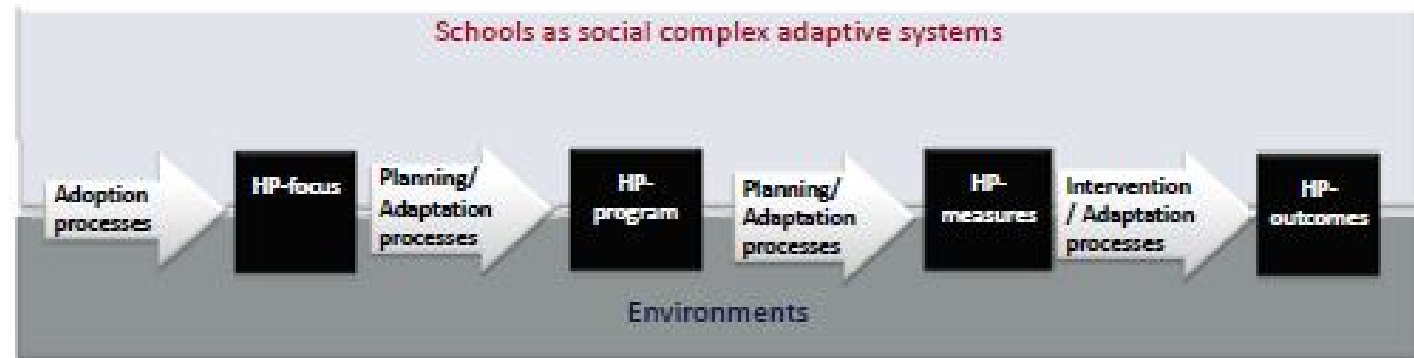 Schools as social complex adaptive systems
Adoption
processes
HP-focus
Planning/
Adaptation
processes
HP-
program
Planning/
Adaptation
processes
HP-
measures
Intervention
/ Adaptation
processes
HP-
outcomes
Environments